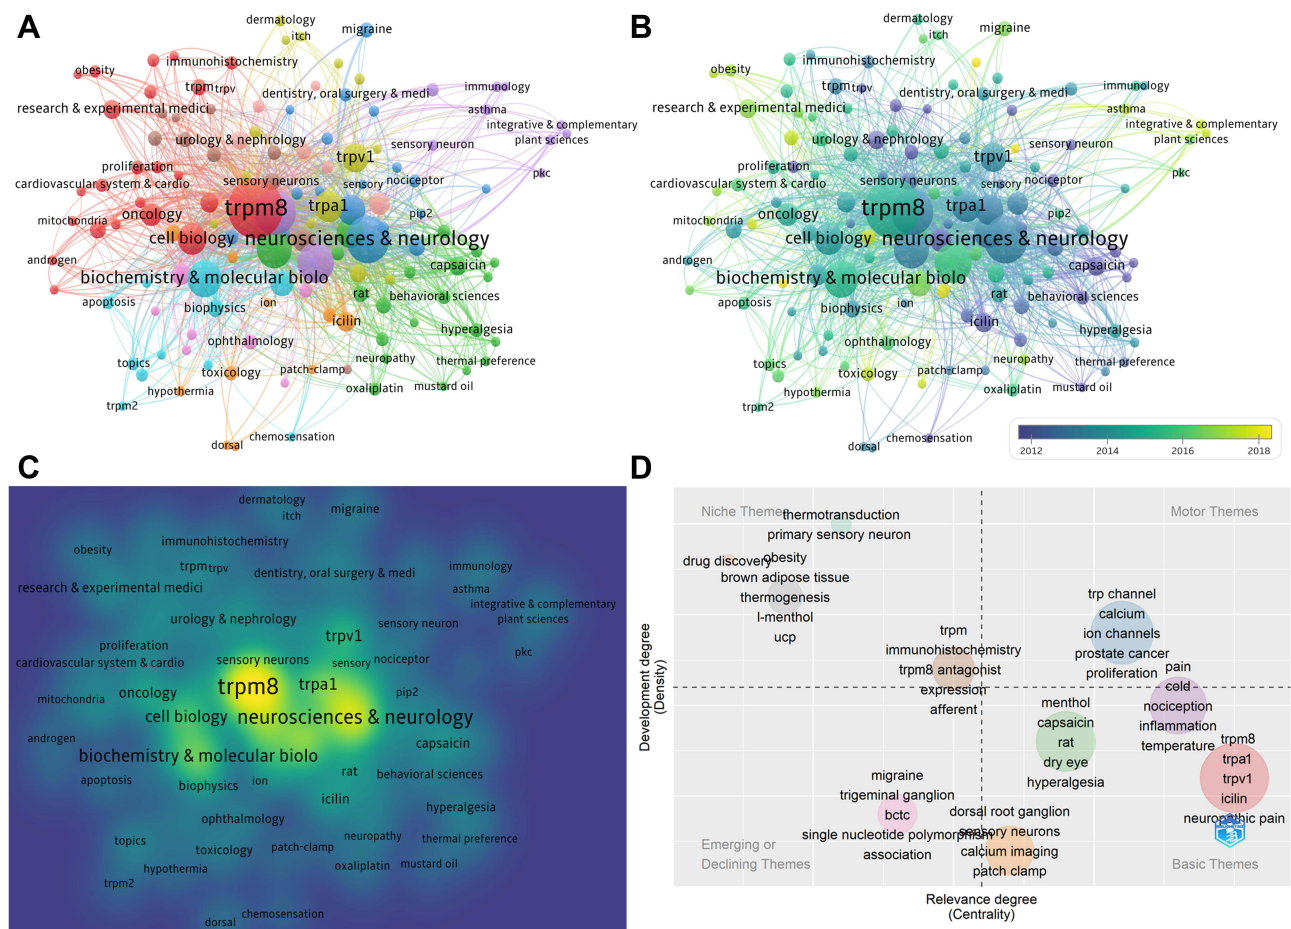 A
dermatology
itch
migraine
obesity
immunohistochemistry
trpm
trpv
dentistry, oral surgery & medi
immunology
research & experimental medici
asthma
integrative & complementary
plant sciences
urology & nephrology
sensory neuron
trpv1
proliferation
pkc
cardiovascular system & cardio
sensory neurons
sensory
nociceptor
trpm8
trpa1
oncology
pip2
mitochondria
cell biology
neurosciences & neurology
androgen
capsaicin
biochemistry & molecular biolo
rat
behavioral sciences
apoptosis
biophysics
ion
icilin
hyperalgesia
ophthalmology
topics
neuropathy
thermal preference
toxicology
patch-clamp
hypothermia
oxaliplatin
mustard oil
trpm2
chemosensation
dorsal
B
dermatology
itch
migraine
obesity
immunohistochemistry
trpm
trpv
dentistry, oral surgery & medi
immunology
research & experimental medici
asthma
integrative & complementary
plant sciences
urology & nephrology
sensory neuron
trpv1
proliferation
pkc
cardiovascular system & cardio
sensory neurons
sensory
nociceptor
trpm8
trpa1
oncology
pip2
mitochondria
cell biology
neurosciences & neurology
androgen
capsaicin
biochemistry & molecular biolo
rat
behavioral sciences
apoptosis
biophysics
ion
icilin
hyperalgesia
ophthalmology
topics
neuropathy
thermal preference
toxicology
patch-clamp
hypothermia
oxaliplatin
mustard oil
trpm2
chemosensation
dorsal
2012
2014
2016
2018
C
dermatology
itch
migraine
obesity
immunohistochemistry
trpm
trpv
dentistry, oral surgery & medi
immunology
research & experimental medici
asthma
integrative & complementary
plant sciences
urology & nephrology
sensory neuron
trpv1
proliferation
pkc
cardiovascular system & cardio
sensory neurons
sensory
nociceptor
trpm8
trpa1
oncology
pip2
mitochondria
cell biology
neurosciences & neurology
androgen
capsaicin
biochemistry & molecular biolo
rat
behavioral sciences
apoptosis
biophysics
ion
icilin
hyperalgesia
ophthalmology
topics
neuropathy
thermal preference
toxicology
patch-clamp
hypothermia
oxaliplatin
mustard oil
trpm2
chemosensation
dorsal
D
Niche Themes
Motor Themes
thermotransduction
primary sensory neuron
drug discovery
obesity
brown adipose tissue
thermogenesis
l-menthol
ucp
trp channel
calcium
ion channels
prostate cancer
proliferation
trpm
immunohistochemistry
trpm8 antagonist
expression
afferent
pain
cold
nociception
inflammation
temperature
menthol
capsaicin
rat
dry eye
hyperalgesia
trpm8
trpa1
trpv1
icilin
neuropathic pain
migraine
trigeminal ganglion
bctc
single nucleotide polymorphism
association
dorsal root ganglion
sensory neurons
calcium imaging
patch clamp
Emerging or
Declining Themes
Basic Themes
Development degree
(Density)
Relevance degree
(Centrality)